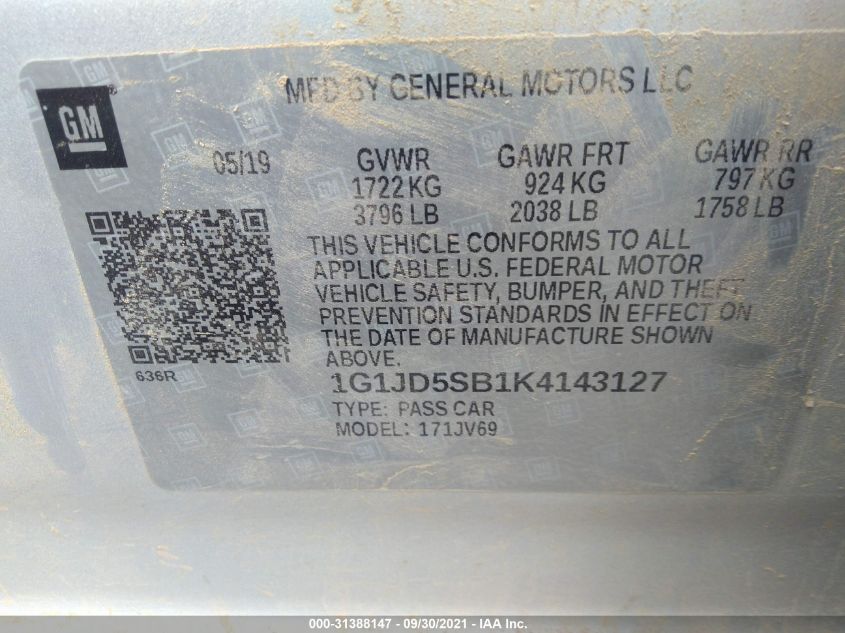 MFD BY GENERAL MOTORS LLC
GM
05/19 GVWR GAWR FRT GAWR RR
1722 KG 924 KG 797 KG
3796 LB 2038 LB 1758 LB
THIS VEHICLE CONFORMS TO ALL
APPLICABLE U.S. FEDERAL MOTOR
VEHICLE SAFETY, BUMPER, AND THEFT
PREVENTION STANDARDS IN EFFECT ON
THE DATE OF MANUFACTURE SHOWN
ABOVE.
636R
1G1JD5SB1K4143127
TYPE: PASS CAR
MODEL: 171JV69
000-31388147 - 09/30/2021 - IAA Inc.